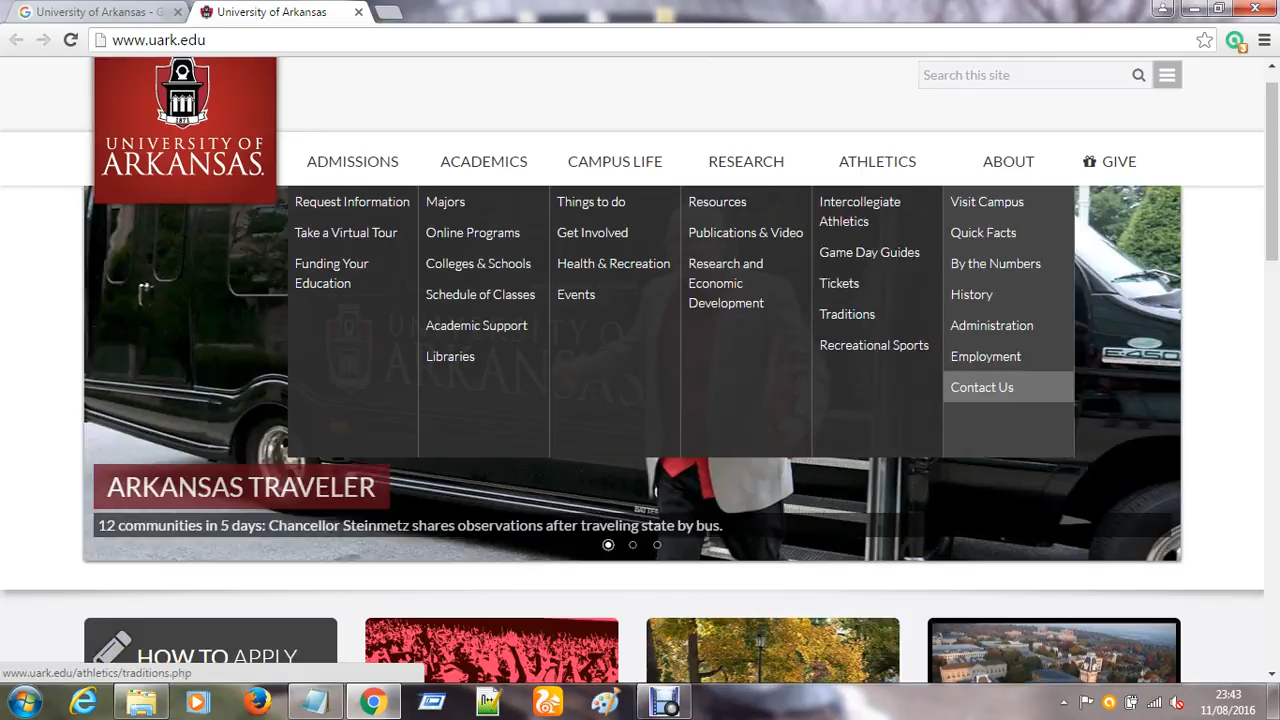 University of Arkansas - G
University of Arkansas
www.uark.edu
3
Search this site
1871
UNIVERSITY OF
ARKANSAS.
ADMISSIONS
ACADEMICS
CAMPUS LIFE
RESEARCH
ATHLETICS
ABOUT
GIVE
Request Information
Take a Virtual Tour
Funding Your
Education
Majors
Online Programs
Colleges & Schools
Schedule of Classes
Academic Support
Libraries
Things to do
Get Involved
Health & Recreation
Events
Resources
Publications & Video
Research and
Economic
Development
Intercollegiate
Athletics
Game Day Guides
Tickets
Traditions
Recreational Sports
Visit Campus
Quick Facts
By the Numbers
History
Administration
Employment
Contact Us
UNIVERSITY OF
ARKANSAS
E-450
ARKANSAS TRAVELER
12 communities in 5 days: Chancellor Steinmetz shares observations after traveling state by bus.
HOW TO APPLY
www.uark.edu/athletics/traditions.php
23:43
11/08/2016